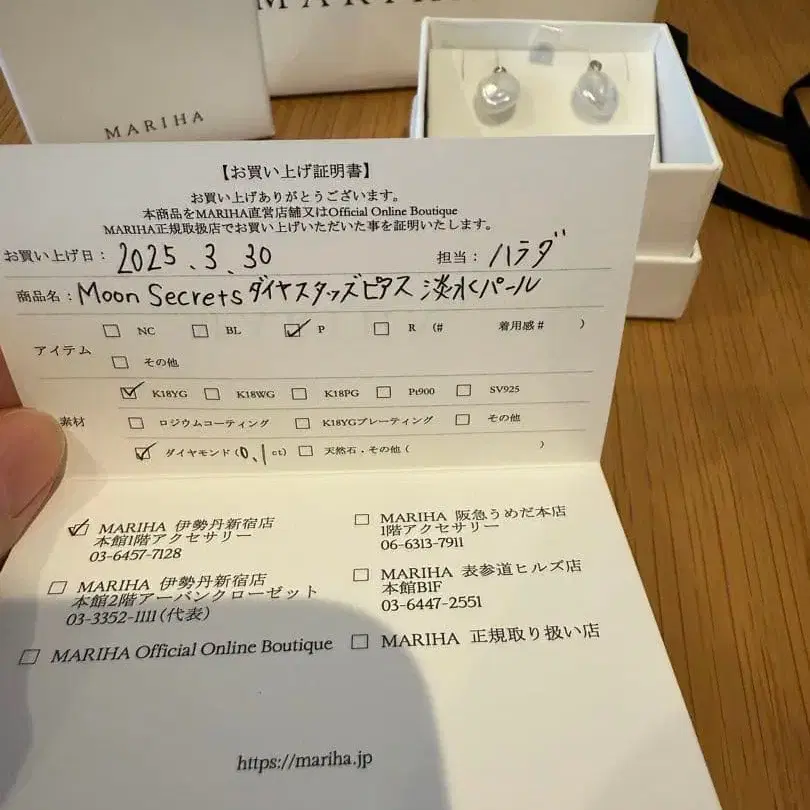 MARIHA
【お買い上げ証明書】
お買い上げありがとうございます。
本商品をMARIHA直営店舗又はOfficial Online Boutique
MARIHA正規取扱店でお買い上げいただいた事を証明いたします。
お買い上げ日： 2025.3.30 担当： ハラダ
商品名： Moon Secrets ダイヤスタッズピアス 淡水パール
アイテム □ NC □ BL ☑ P □ R (# 着用感# )
□ その他
素材 ☑ K18YG □ K18WG □ K18PG □ Pt900 □ SV925
□ ロジウムコーティング □ K18YGプレーティング □ その他
☑ ダイヤモンド(0.1ct) □ 天然石・その他( )
☑ MARIHA 伊勢丹新宿店
本館1階アクセサリー
03-6457-7128
□ MARIHA 阪急うめだ本店
1階アクセサリー
06-6313-7911
□ MARIHA 伊勢丹新宿店
本館2階アーバンクローゼット
03-3352-1111(代表)
□ MARIHA 表参道ヒルズ店
本館B1F
03-6447-2551
□ MARIHA Official Online Boutique
□ MARIHA 正規取り扱い店
https://mariha.jp